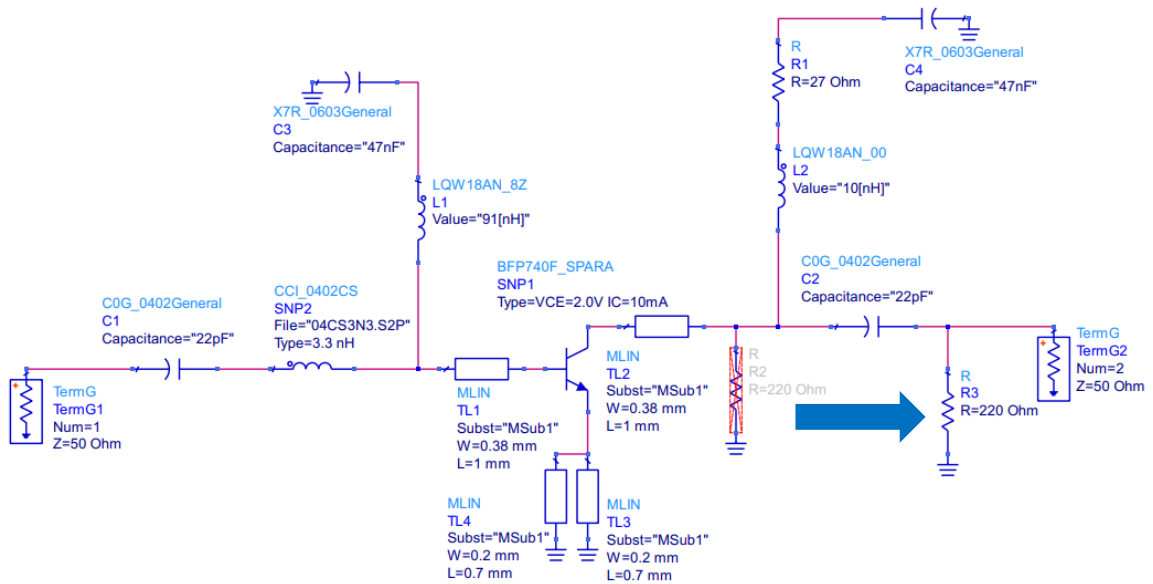 R
R1
R=27 Ohm
X7R_0603General
C4
Capacitance="47nF"
X7R_0603General
C3
Capacitance="47nF"
LQW18AN_00
L2
Value="10[nH]"
LQW18AN_8Z
L1
Value="91[nH]"
C0G_0402General
C1
Capacitance="22pF"
CCI_0402CS
SNP2
File="04CS3N3.S2P"
Type=3.3 nH
BFP740F_SPARA
SNP1
Type=VCE=2.0V IC=10mA
C0G_0402General
C2
Capacitance="22pF"
TermG
TermG1
Num=1
Z=50 Ohm
MLIN
TL1
Subst="MSub1"
W=0.38 mm
L=1 mm
MLIN
TL2
Subst="MSub1"
W=0.38 mm
L=1 mm
R
R2
R=220 Ohm
R
R3
R=220 Ohm
TermG
TermG2
Num=2
Z=50 Ohm
MLIN
TL4
Subst="MSub1"
W=0.2 mm
L=0.7 mm
MLIN
TL3
Subst="MSub1"
W=0.2 mm
L=0.7 mm